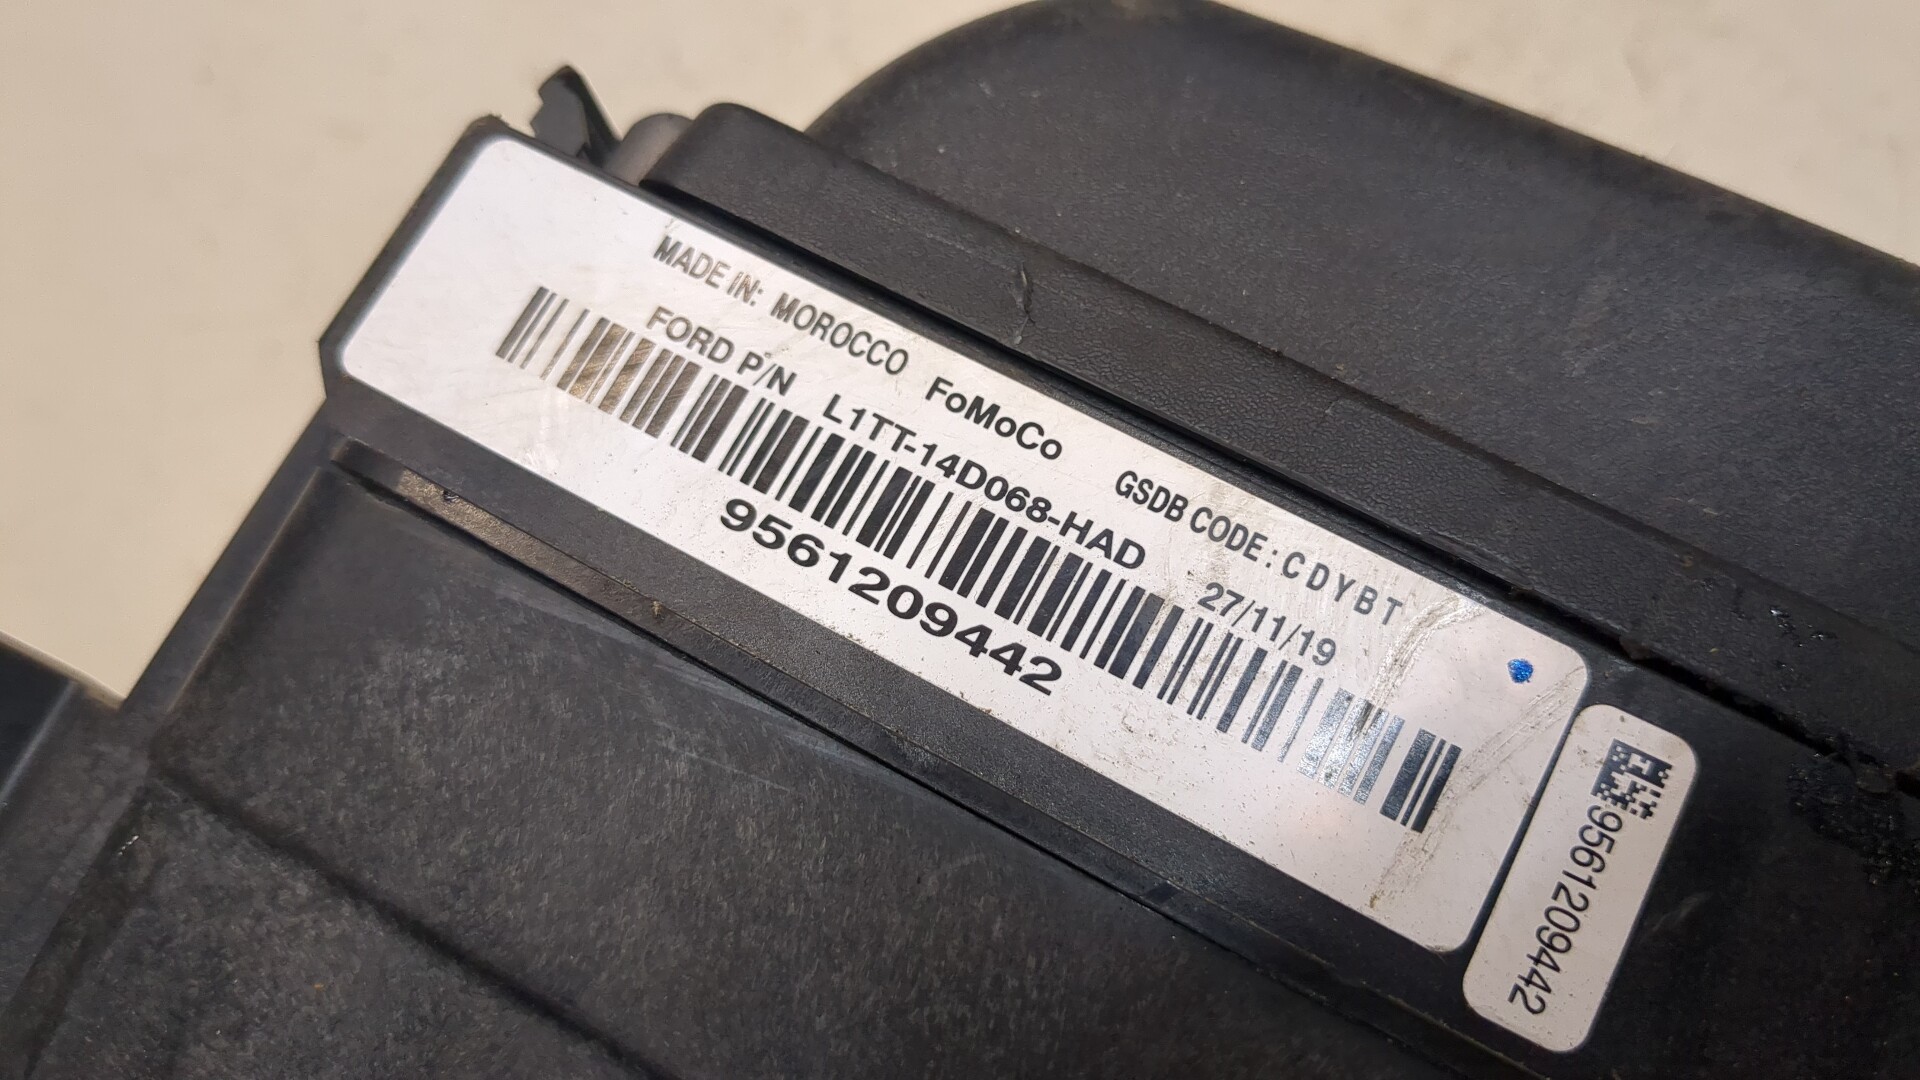 MADE IN: MOROCCO FoMoCo GSDB CODE: CDYBT
FORD P/N L1TT-14D068-HAD 27/11/19
9561209442
9561209442